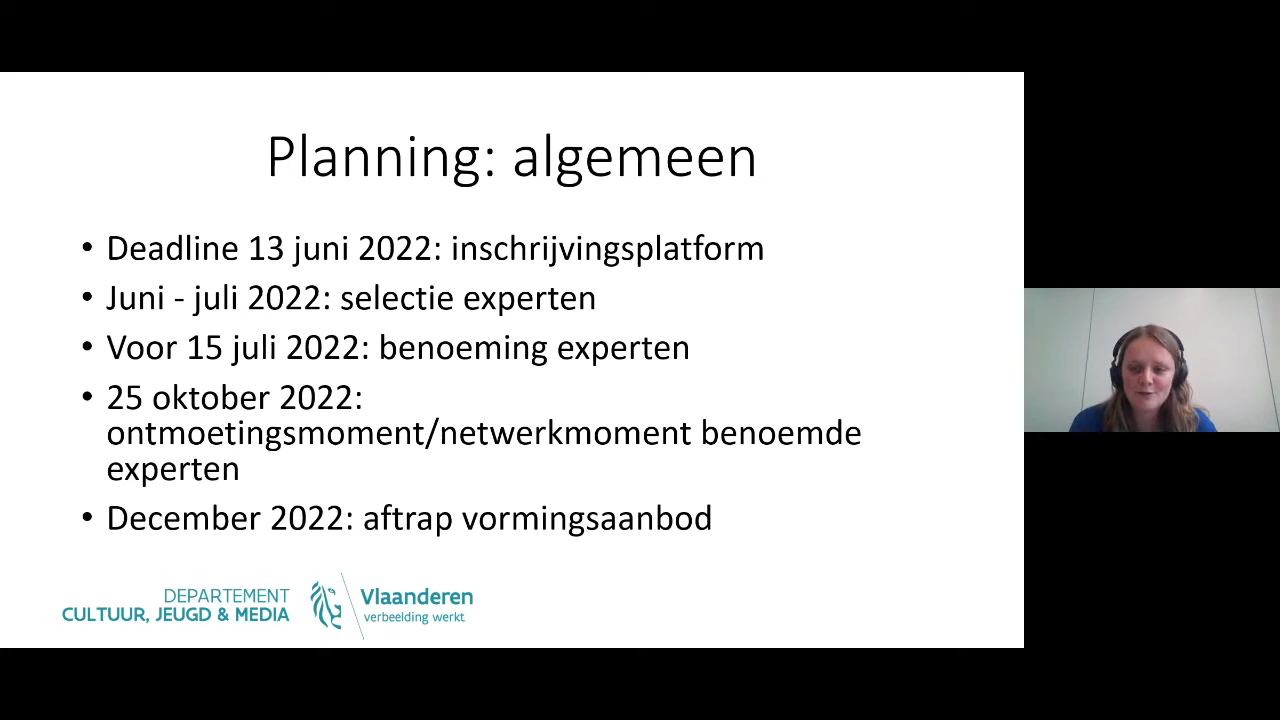 Planning: algemeen
• Deadline 13 juni 2022: inschrijvingsplatform
• Juni - juli 2022: selectie experten
• Voor 15 juli 2022: benoeming experten
• 25 oktober 2022:
ontmoetingsmoment/netwerkmoment benoemde
experten
• December 2022: aftrap vormingsaanbod
DEPARTEMENT
CULTUUR, JEUGD & MEDIA
Vlaanderen
verbeelding werkt